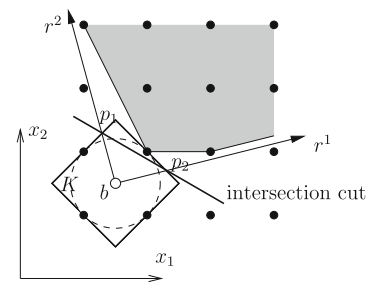 r²
p₁
x₂
r¹
p₂
K
b
intersection cut
x₁